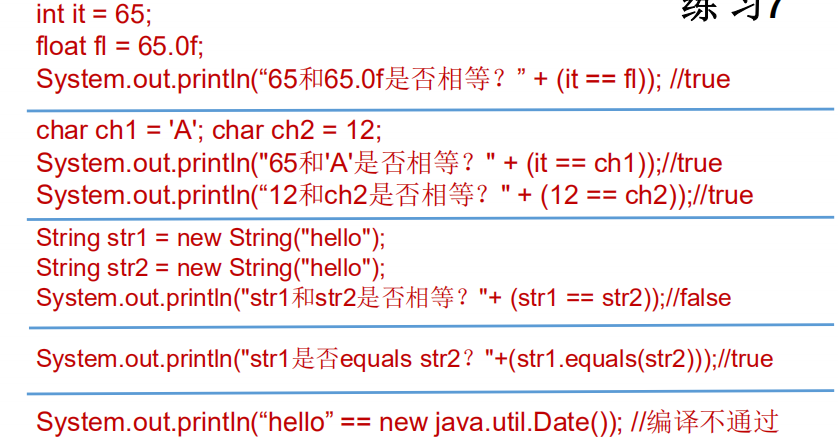 练 习7
int it = 65;
float fl = 65.0f;
System.out.println(“65和65.0f是否相等？” + (it == fl)); //true
char ch1 = 'A'; char ch2 = 12;
System.out.println("65和'A'是否相等？" + (it == ch1));//true
System.out.println(“12和ch2是否相等？" + (12 == ch2));//true
String str1 = new String("hello");
String str2 = new String("hello");
System.out.println("str1和str2是否相等？"+ (str1 == str2));//false
System.out.println("str1是否equals str2？"+(str1.equals(str2)));//true
System.out.println(“hello” == new java.util.Date()); //编译不通过